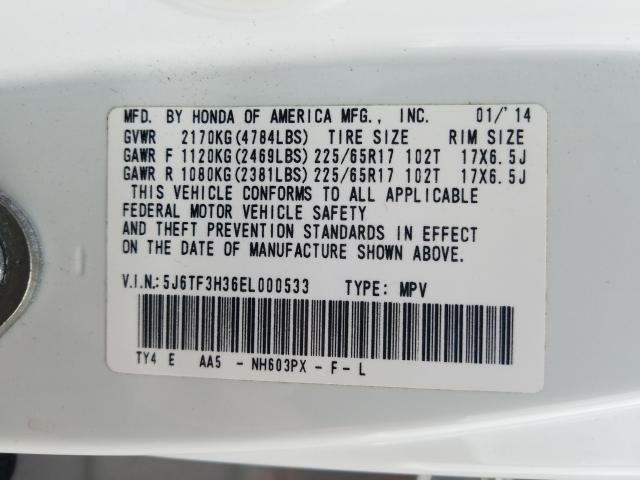 MFD. BY HONDA OF AMERICA MFG., INC. 01/'14
GVWR 2170KG(4784LBS) TIRE SIZE RIM SIZE
GAWR F 1120KG(2469LBS) 225/65R17 102T 17X6.5J
GAWR R 1080KG(2381LBS) 225/65R17 102T 17X6.5J
THIS VEHICLE CONFORMS TO ALL APPLICABLE
FEDERAL MOTOR VEHICLE SAFETY
AND THEFT PREVENTION STANDARDS IN EFFECT
ON THE DATE OF MANUFACTURE SHOWN ABOVE.
V.I.N.:5J6TF3H36EL000533 TYPE: MPV
TY4 E AA5 - NH603PX - F - L